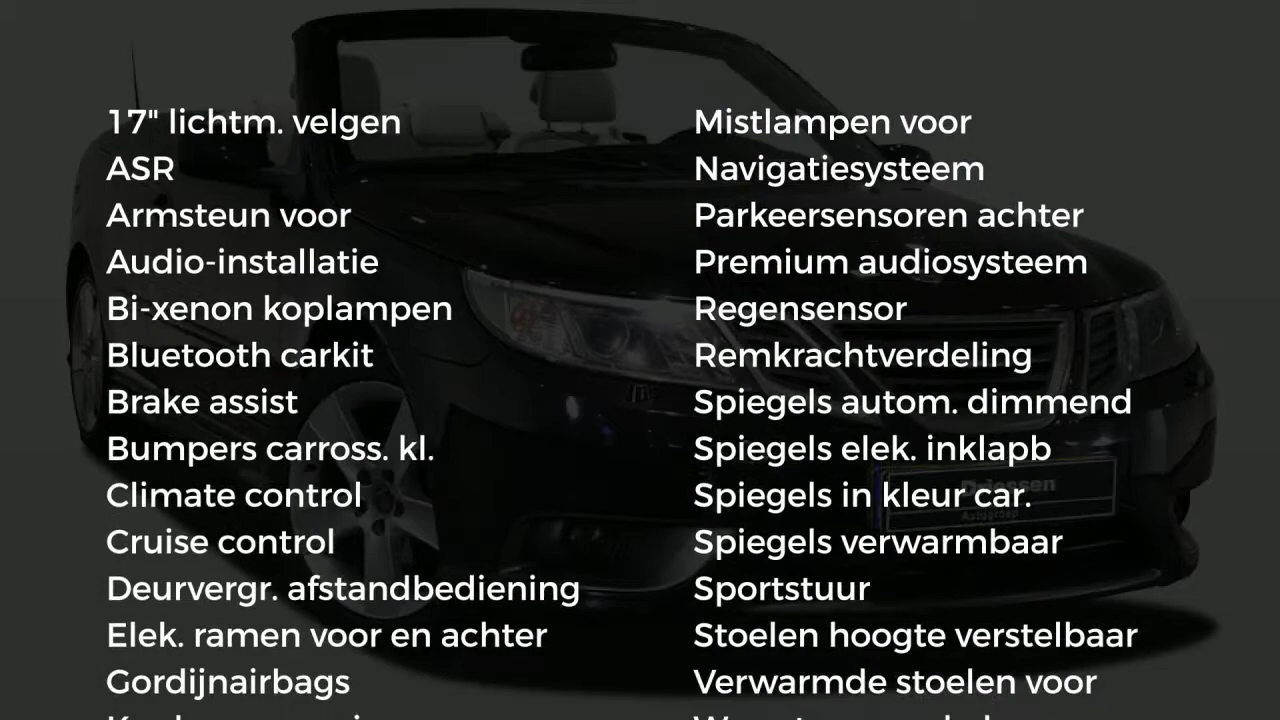 17" lichtm. velgen
ASR
Armsteun voor
Audio-installatie
Bi-xenon koplampen
Bluetooth carkit
Brake assist
Bumpers carross. kl.
Climate control
Cruise control
Deurvergr. afstandbediening
Elek. ramen voor en achter
Gordijnairbags
Mistlampen voor
Navigatiesysteem
Parkeersensoren achter
Premium audiosysteem
Regensensor
Remkrachtverdeling
Spiegels autom. dimmend
Spiegels elek. inklapb
Spiegels in kleur car.
Spiegels verwarmbaar
Sportstuur
Stoelen hoogte verstelbaar
Verwarmde stoelen voor
Driessen
Autogroep